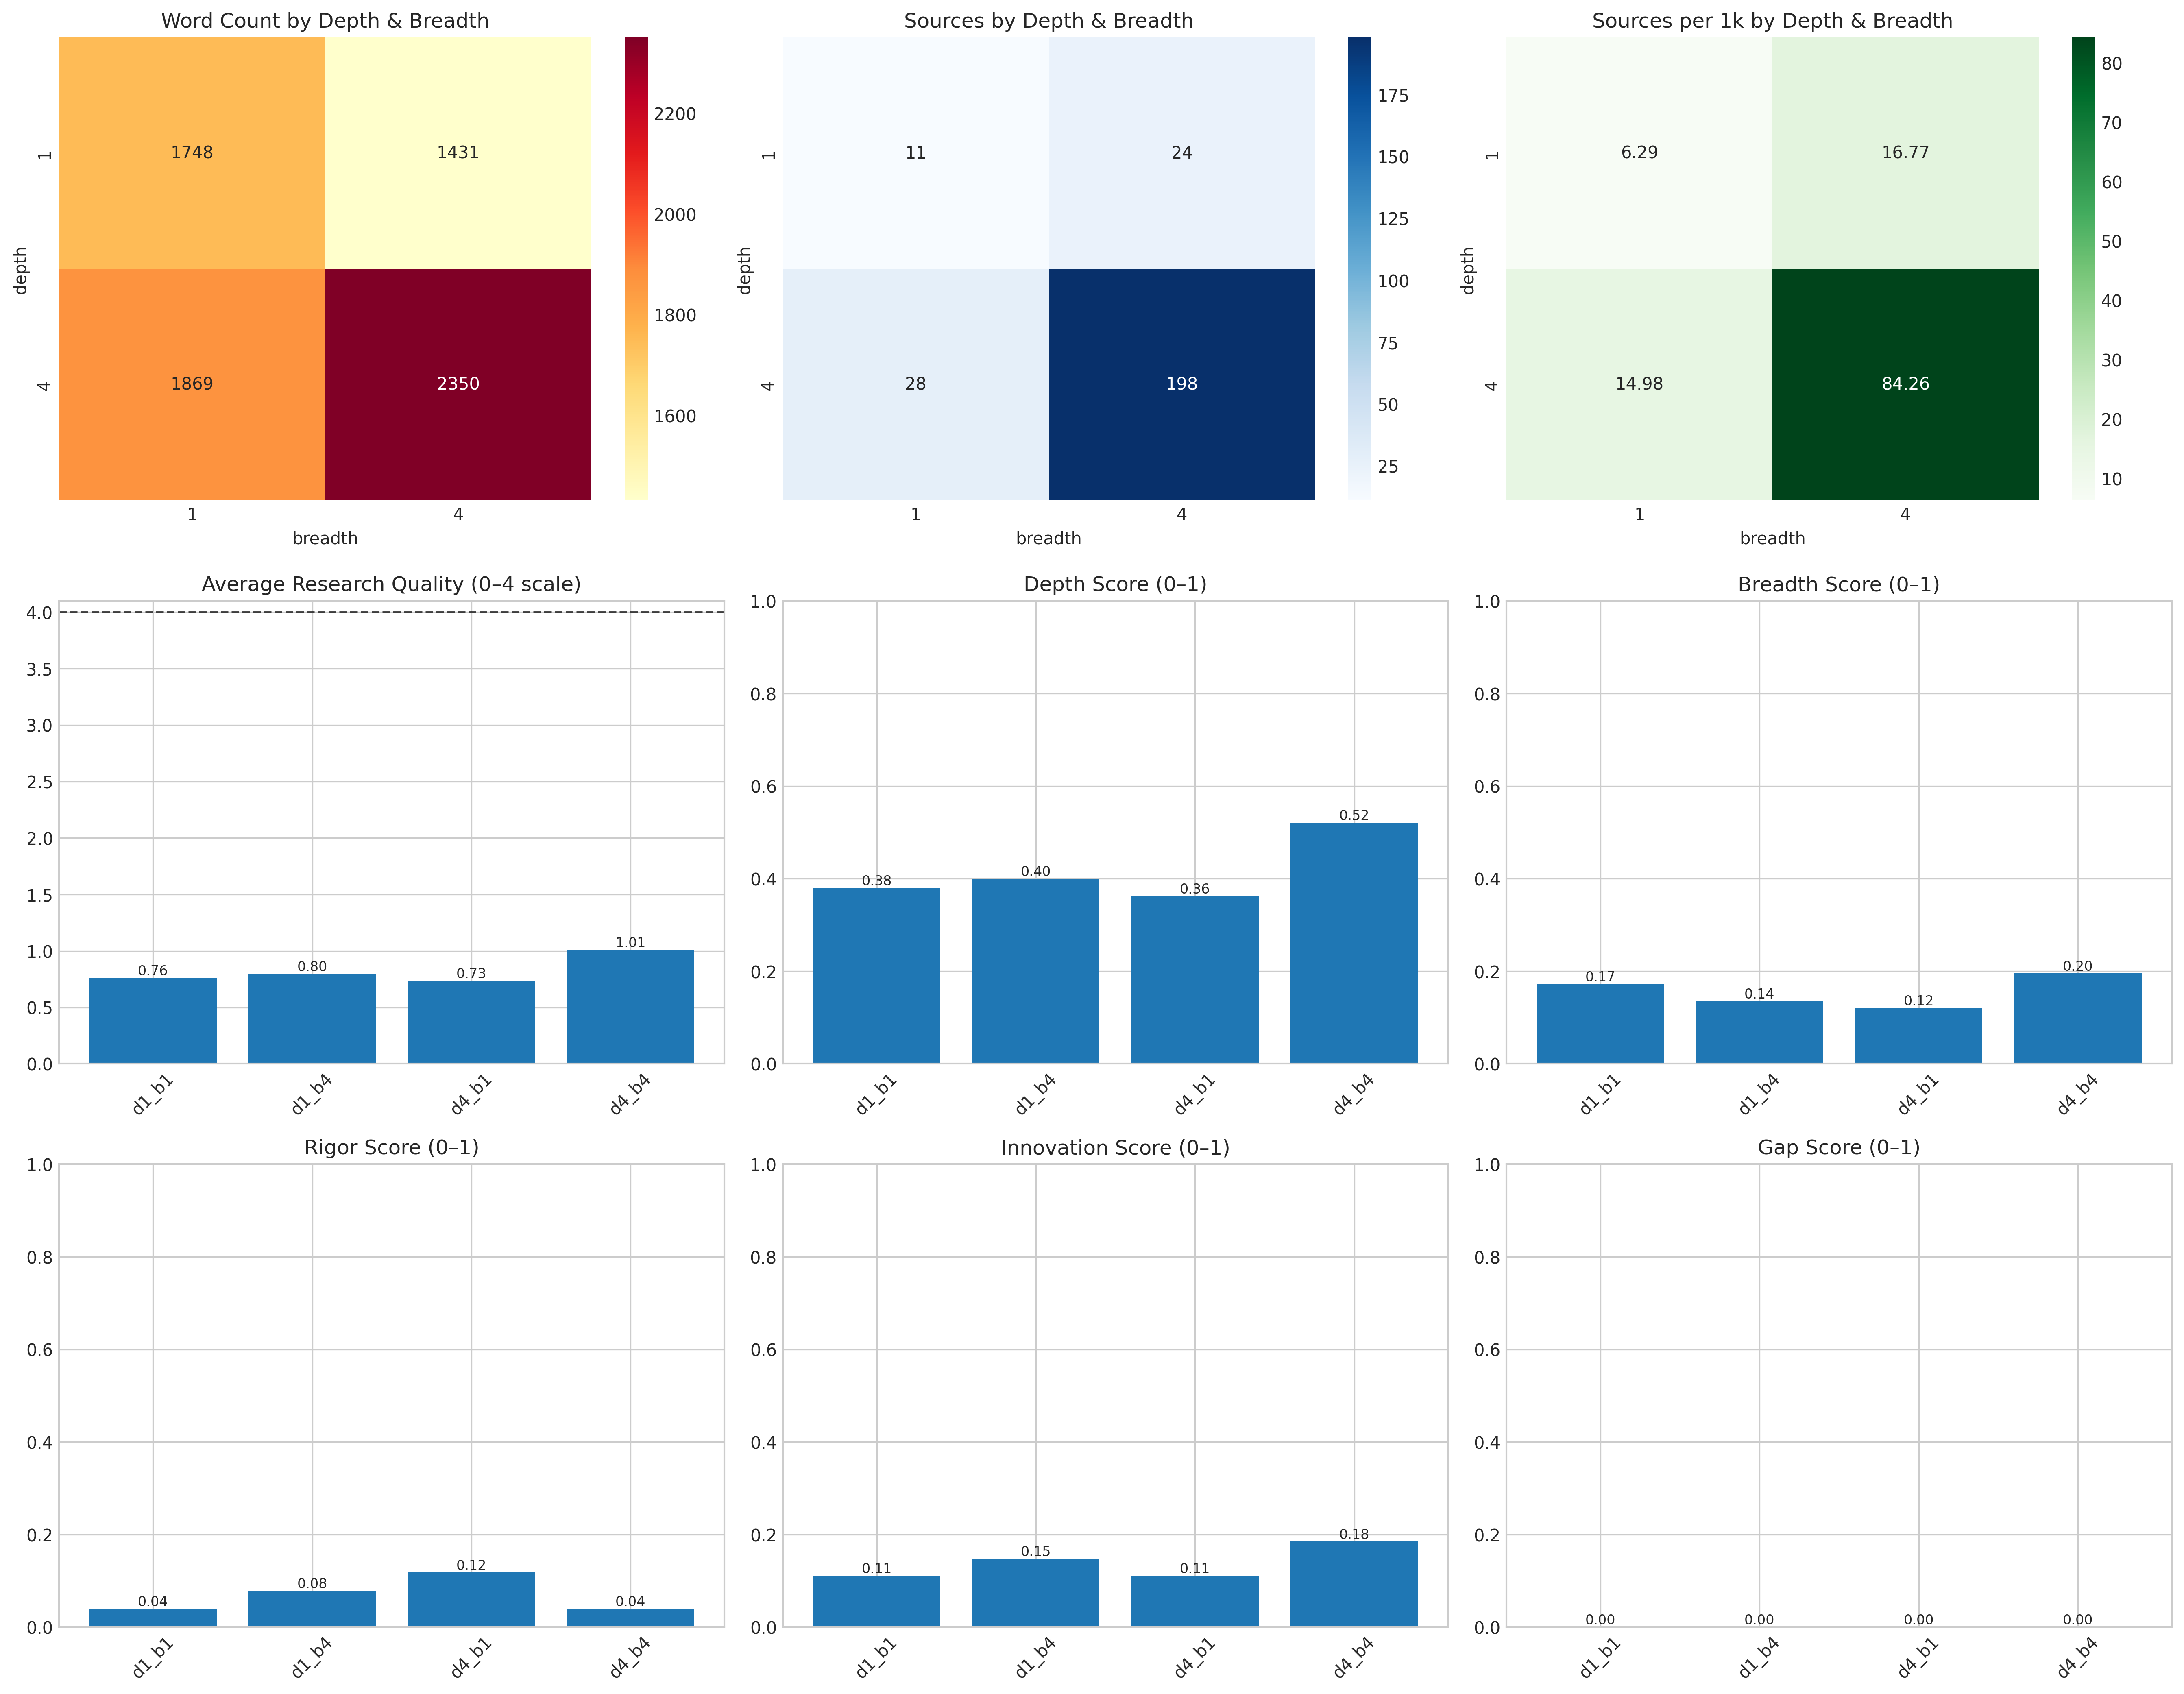 Word Count by Depth & Breadth
1748 1431
1869 2350
1
4
depth
1 4
breadth
2200
2000
1800
1600
Sources by Depth & Breadth
11 24
28 198
1
4
depth
1 4
breadth
175
150
125
100
75
50
25
Sources per 1k by Depth & Breadth
6.29 16.77
14.98 84.26
1
4
depth
1 4
breadth
80
70
60
50
40
30
20
10
Average Research Quality (0–4 scale)
4.0
3.5
3.0
2.5
2.0
1.5
1.0
0.5
0.0
0.76 0.80 0.73 1.01
d1_b1 d1_b4 d4_b1 d4_b4
Depth Score (0–1)
1.0
0.8
0.6
0.4
0.2
0.0
0.38 0.40 0.36 0.52
d1_b1 d1_b4 d4_b1 d4_b4
Breadth Score (0–1)
1.0
0.8
0.6
0.4
0.2
0.0
0.17 0.14 0.12 0.20
d1_b1 d1_b4 d4_b1 d4_b4
Rigor Score (0–1)
1.0
0.8
0.6
0.4
0.2
0.0
0.04 0.08 0.12 0.04
d1_b1 d1_b4 d4_b1 d4_b4
Innovation Score (0–1)
1.0
0.8
0.6
0.4
0.2
0.0
0.11 0.15 0.11 0.18
d1_b1 d1_b4 d4_b1 d4_b4
Gap Score (0–1)
1.0
0.8
0.6
0.4
0.2
0.0
0.00 0.00 0.00 0.00
d1_b1 d1_b4 d4_b1 d4_b4